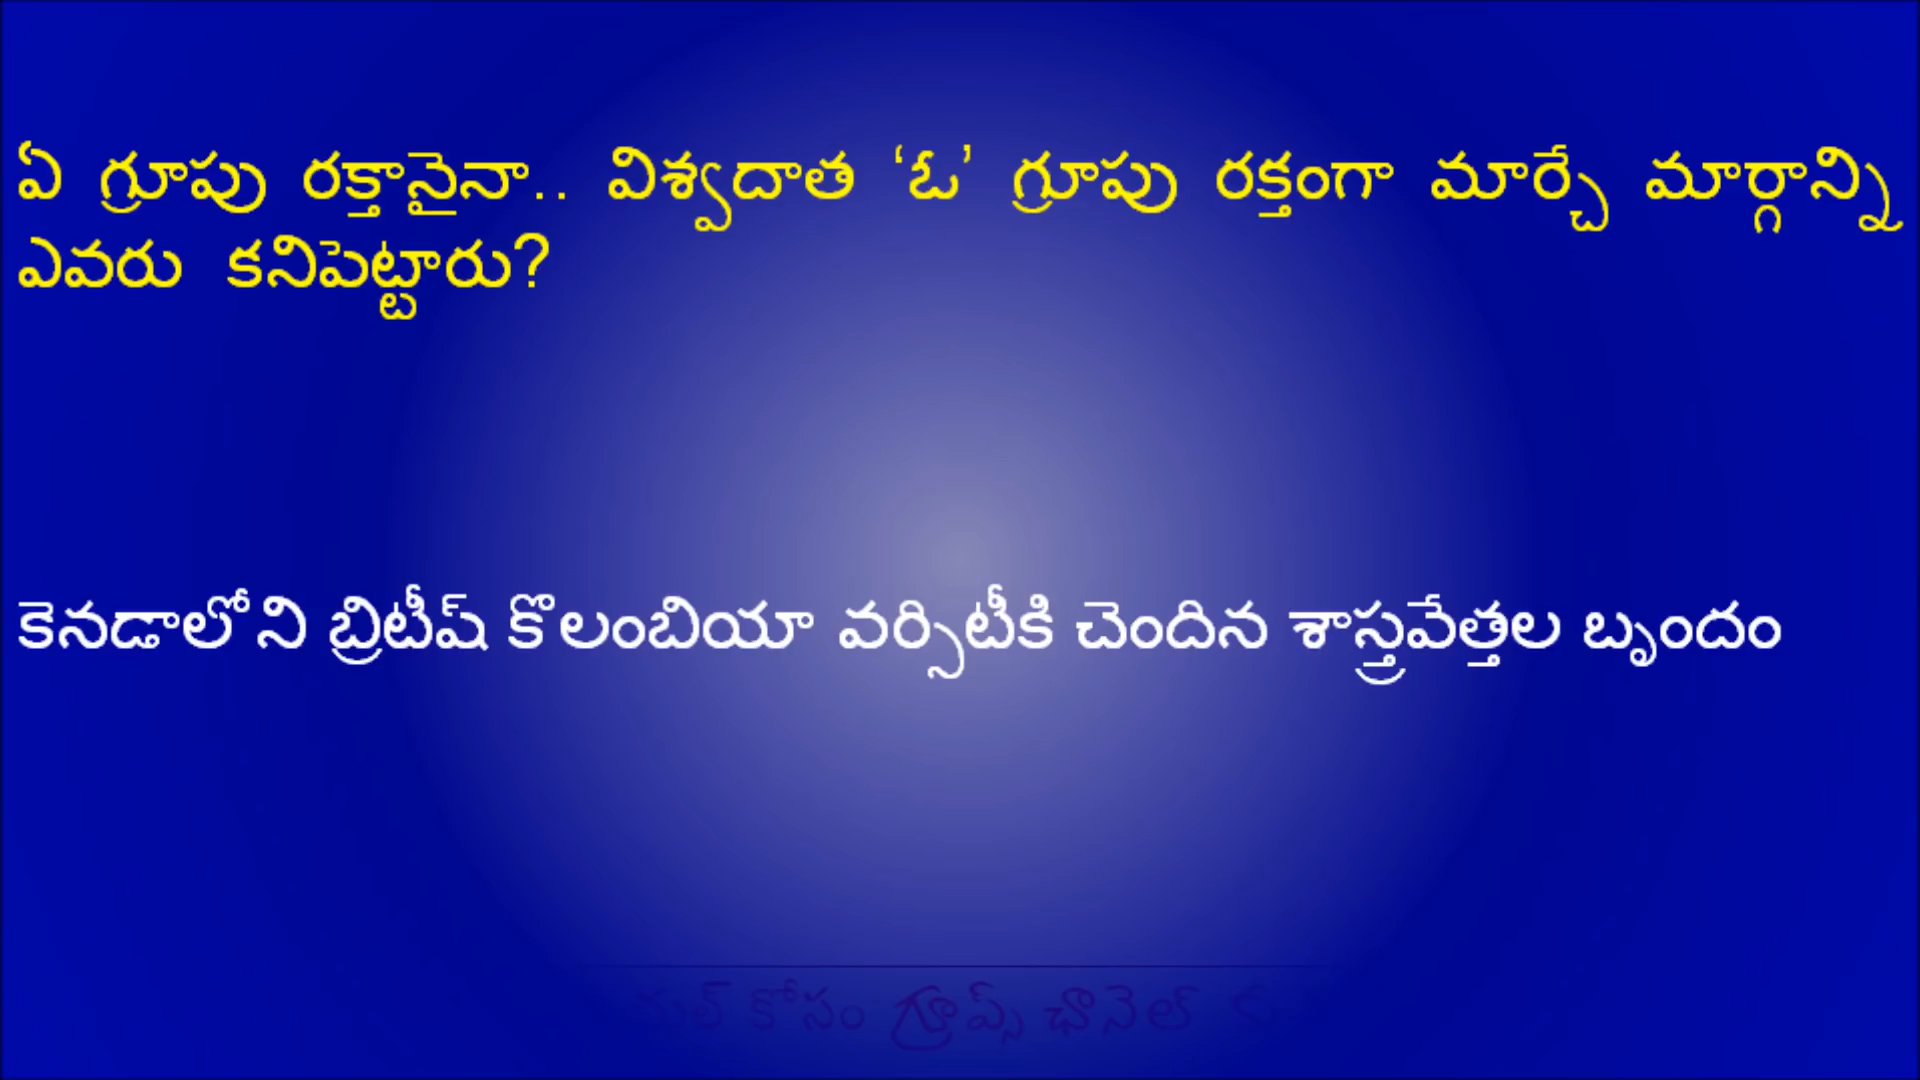 ఏ గ్రూపు రక్తానైనా.. విశ్వదాత ‘ఓ’ గ్రూపు రక్తంగా మార్చే మార్గాన్ని
ఎవరు కనిపెట్టారు?
కెనడాలోని బ్రిటీష్ కొలంబియా వర్సిటీకి చెందిన శాస్త్రవేత్తల బృందం
కోసం గ్రూప్స్ ఛానెల్